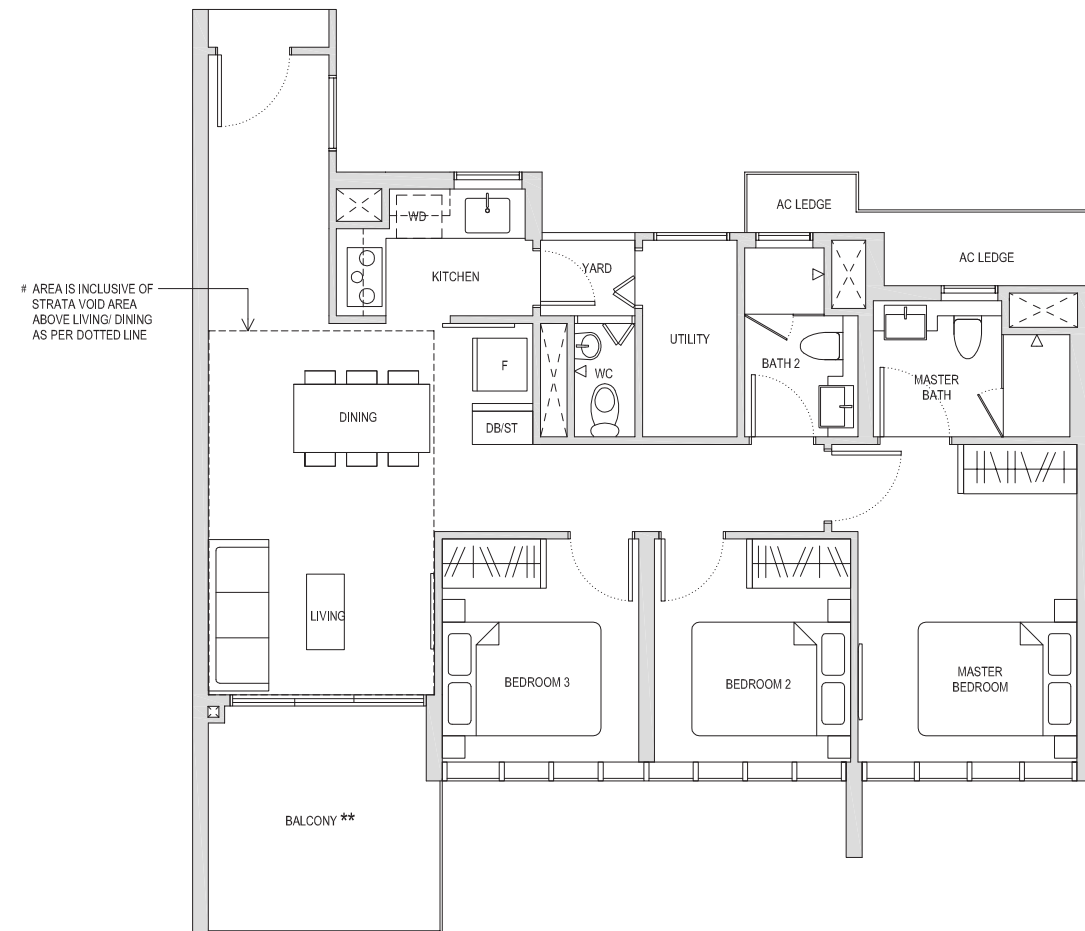 AC LEDGE
WD
AC LEDGE
YARD
KITCHEN
# AREA IS INCLUSIVE OF
STRATA VOID AREA
ABOVE LIVING/ DINING
AS PER DOTTED LINE
UTILITY
F
BATH 2
WC
MASTER
BATH
DINING
DB/ST
LIVING
BEDROOM 3
BEDROOM 2
MASTER
BEDROOM
BALCONY **